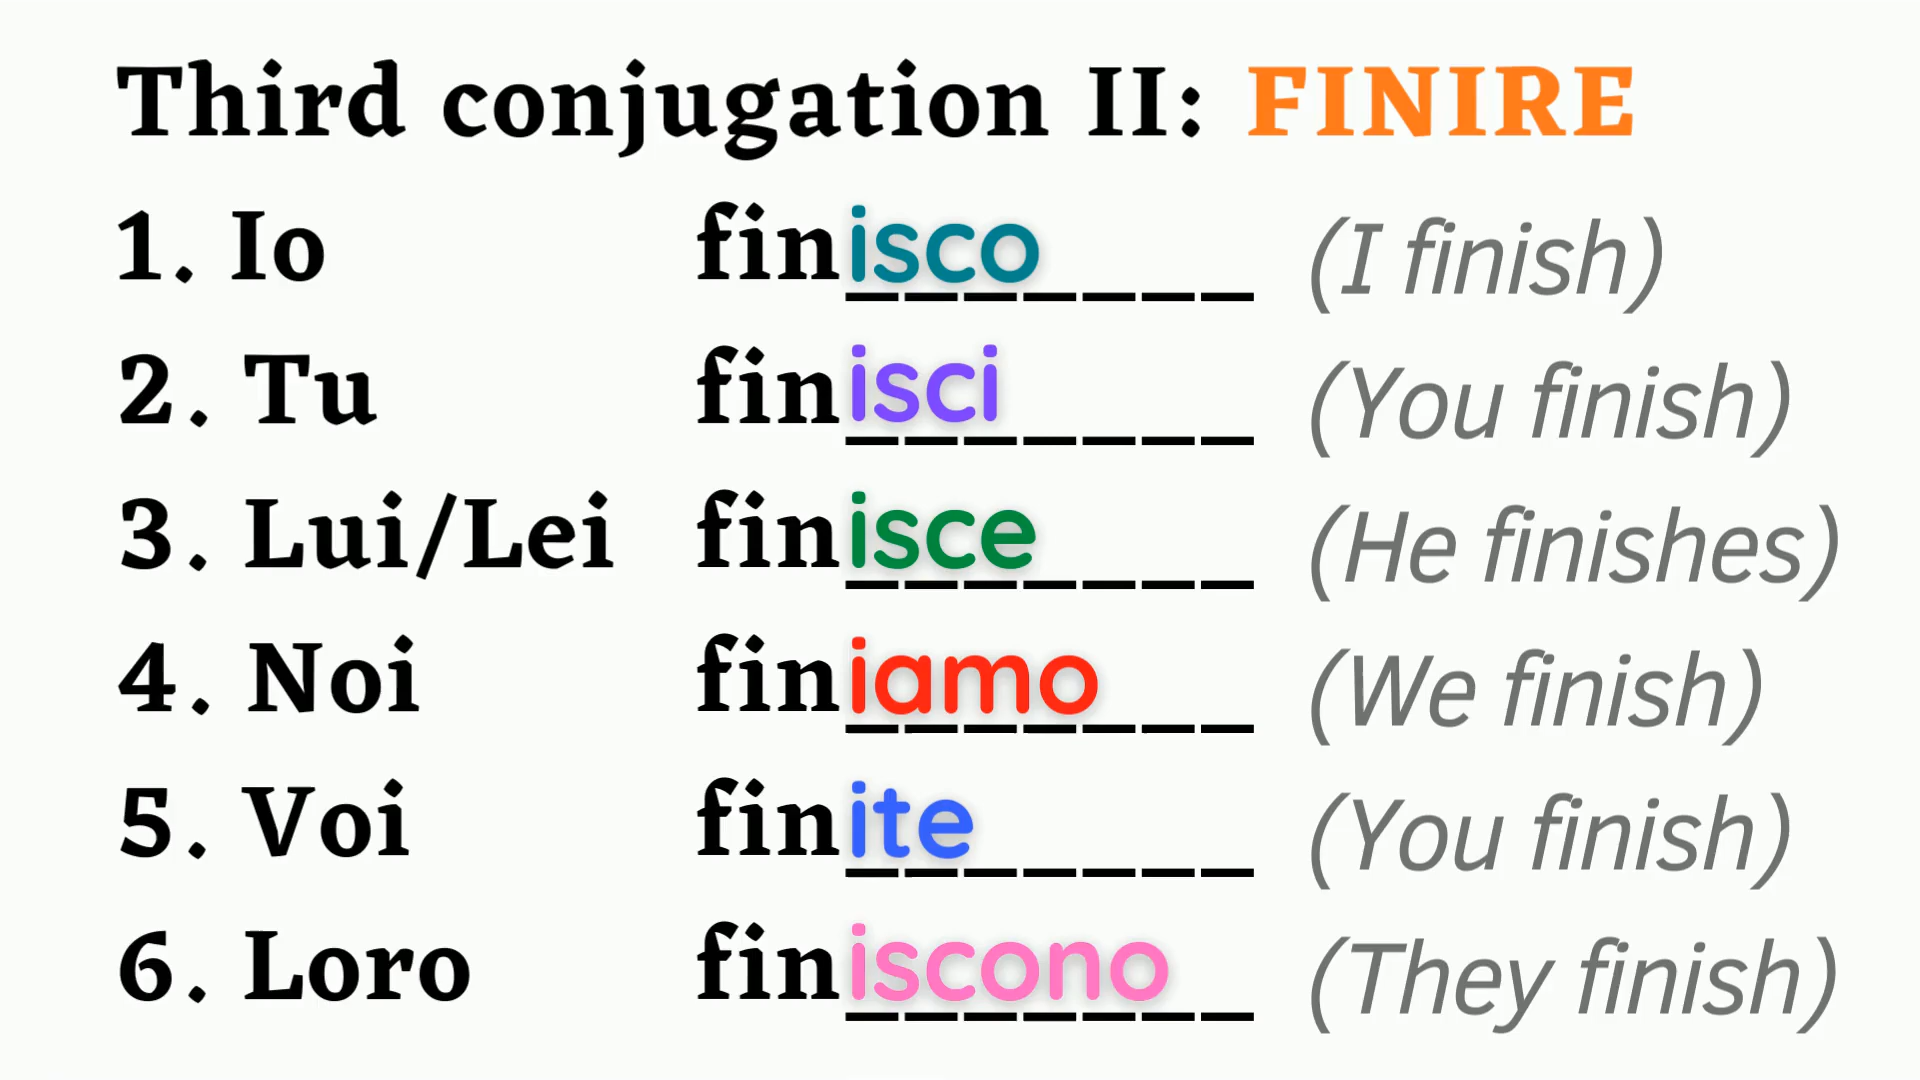 Third conjugation II: FINIRE
1. Io finisco (I finish)
2. Tu finisci (You finish)
3. Lui/Lei finisce (He finishes)
4. Noi finiamo (We finish)
5. Voi finite (You finish)
6. Loro finiscono (They finish)